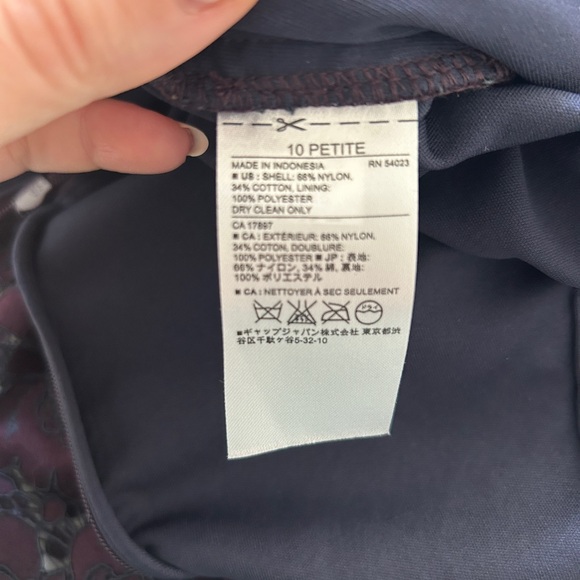 10 PETITE
MADE IN INDONESIA RN 54023
■ US : SHELL: 66% NYLON,
34% COTTON, LINING:
100% POLYESTER
DRY CLEAN ONLY
CA 17897
■ CA : EXTÉRIEUR: 66% NYLON,
34% COTON, DOUBLURE:
100% POLYESTER ■ JP : 表地:
66% ナイロン, 34% 綿, 裏地:
100% ポリエステル
■ CA : NETTOYER À SEC SEULEMENT
ドライ
■ギャップジャパン株式会社 東京都渋
谷区千駄ヶ谷5-32-10